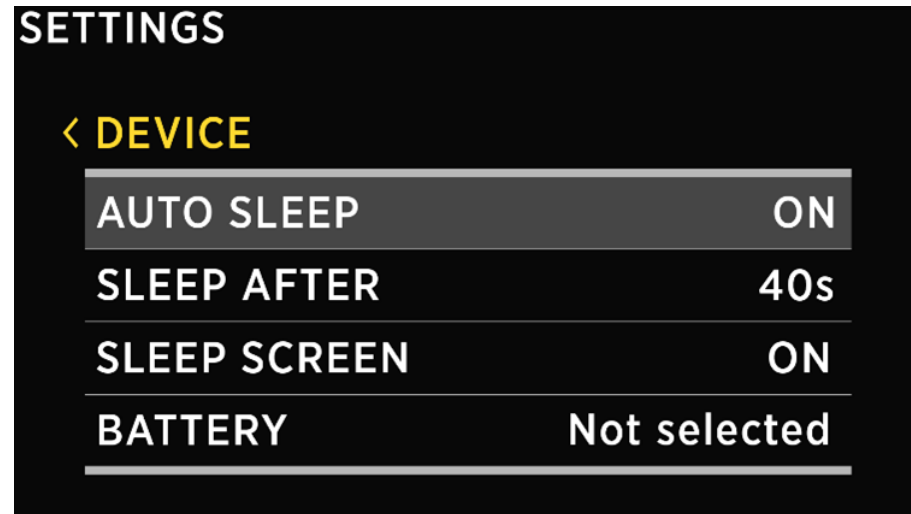 SETTINGS
< DEVICE
AUTO SLEEP ON
SLEEP AFTER 40s
SLEEP SCREEN ON
BATTERY Not selected